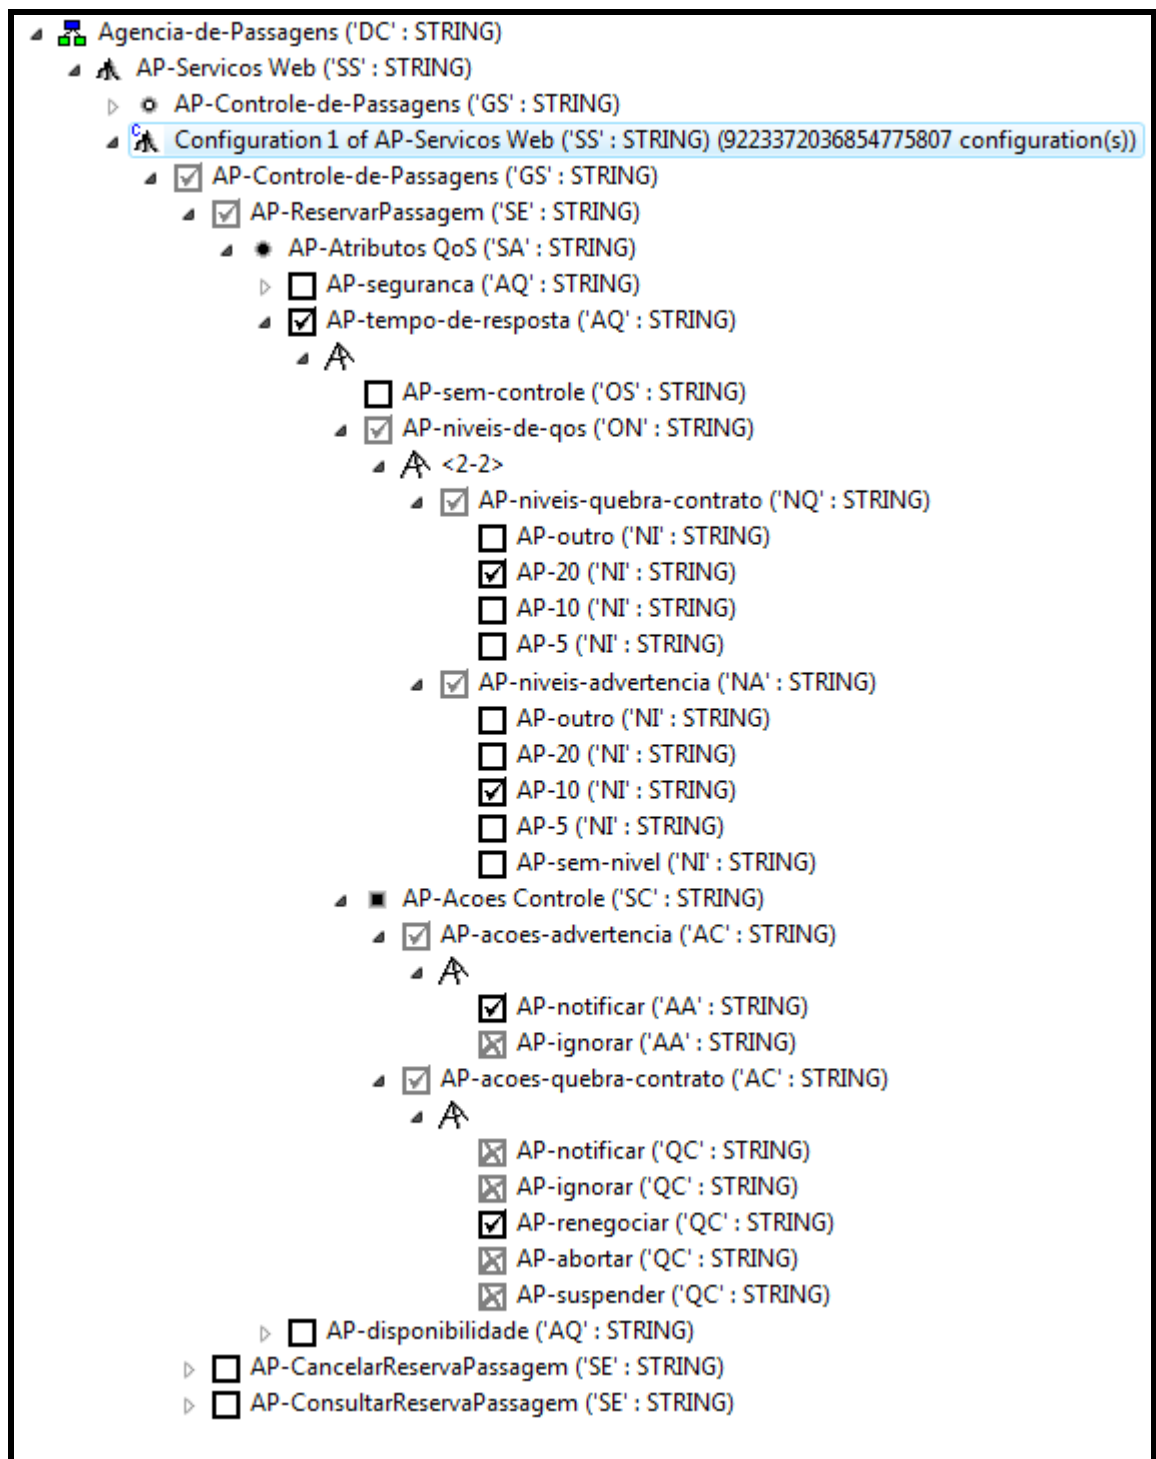 Agencia-de-Passagens ('DC' : STRING)
AP-Servicos Web ('SS' : STRING)
AP-Controle-de-Passagens ('GS' : STRING)
Configuration 1 of AP-Servicos Web ('SS' : STRING) (9223372036854775807 configuration(s))
AP-Controle-de-Passagens ('GS' : STRING)
AP-ReservarPassagem ('SE' : STRING)
AP-Atributos QoS ('SA' : STRING)
AP-seguranca ('AQ' : STRING)
AP-tempo-de-resposta ('AQ' : STRING)
AP-sem-controle ('OS' : STRING)
AP-niveis-de-qos ('ON' : STRING)
<2-2>
AP-niveis-quebra-contrato ('NQ' : STRING)
AP-outro ('NI' : STRING)
AP-20 ('NI' : STRING)
AP-10 ('NI' : STRING)
AP-5 ('NI' : STRING)
AP-niveis-advertencia ('NA' : STRING)
AP-outro ('NI' : STRING)
AP-20 ('NI' : STRING)
AP-10 ('NI' : STRING)
AP-5 ('NI' : STRING)
AP-sem-nivel ('NI' : STRING)
AP-Acoes Controle ('SC' : STRING)
AP-acoes-advertencia ('AC' : STRING)
AP-notificar ('AA' : STRING)
AP-ignorar ('AA' : STRING)
AP-acoes-quebra-contrato ('AC' : STRING)
AP-notificar ('QC' : STRING)
AP-ignorar ('QC' : STRING)
AP-renegociar ('QC' : STRING)
AP-abortar ('QC' : STRING)
AP-suspender ('QC' : STRING)
AP-disponibilidade ('AQ' : STRING)
AP-CancelarReservaPassagem ('SE' : STRING)
AP-ConsultarReservaPassagem ('SE' : STRING)